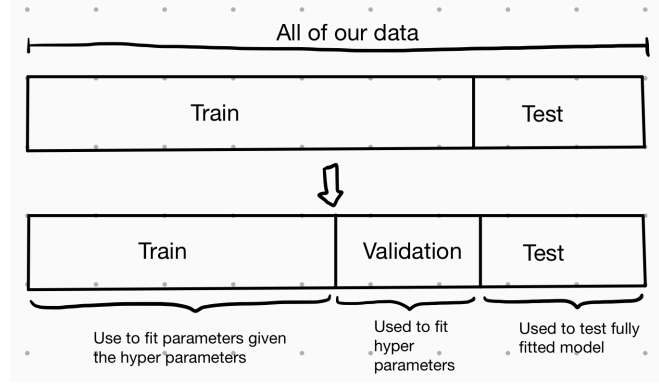 All of our data
Train
Test
Train
Validation
Test
Use to fit parameters given
the hyper parameters
Used to fit
hyper
parameters
Used to test fully
fitted model